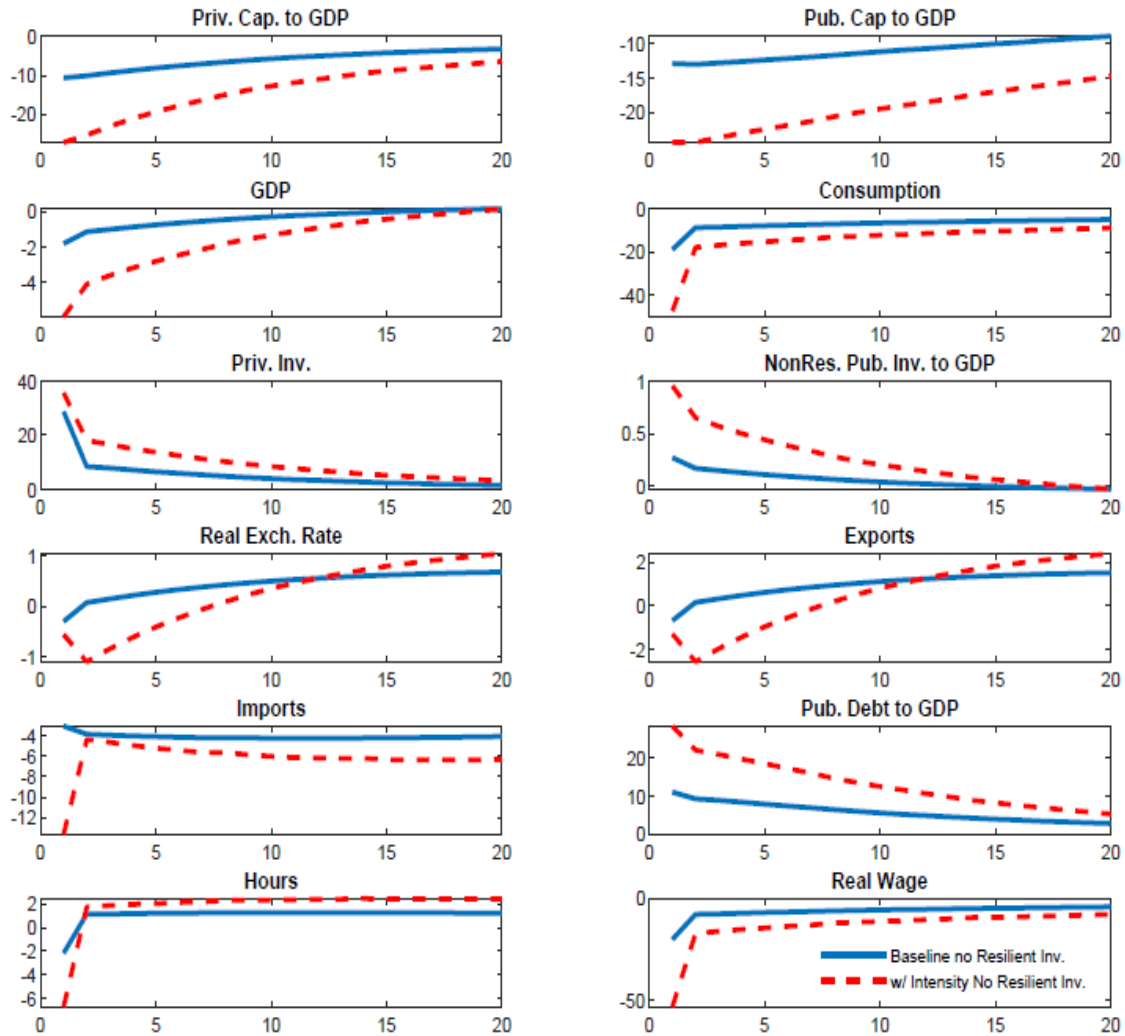 Priv. Cap. to GDP
0
-10
-20
0 5 10 15 20
Pub. Cap to GDP
-10
-15
-20
0 5 10 15 20
GDP
0
-2
-4
0 5 10 15 20
Consumption
0
-20
-40
0 5 10 15 20
Priv. Inv.
40
20
0
0 5 10 15 20
NonRes. Pub. Inv. to GDP
1
0.5
0
0 5 10 15 20
Real Exch. Rate
1
0
-1
0 5 10 15 20
Exports
2
0
-2
0 5 10 15 20
Imports
-4
-6
-8
-10
-12
0 5 10 15 20
Pub. Debt to GDP
20
10
0
0 5 10 15 20
Hours
2
0
-2
-4
-6
0 5 10 15 20
Real Wage
0
-50
0 5 10 15 20
Baseline no Resilient Inv.
w/ Intensity No Resilient Inv.